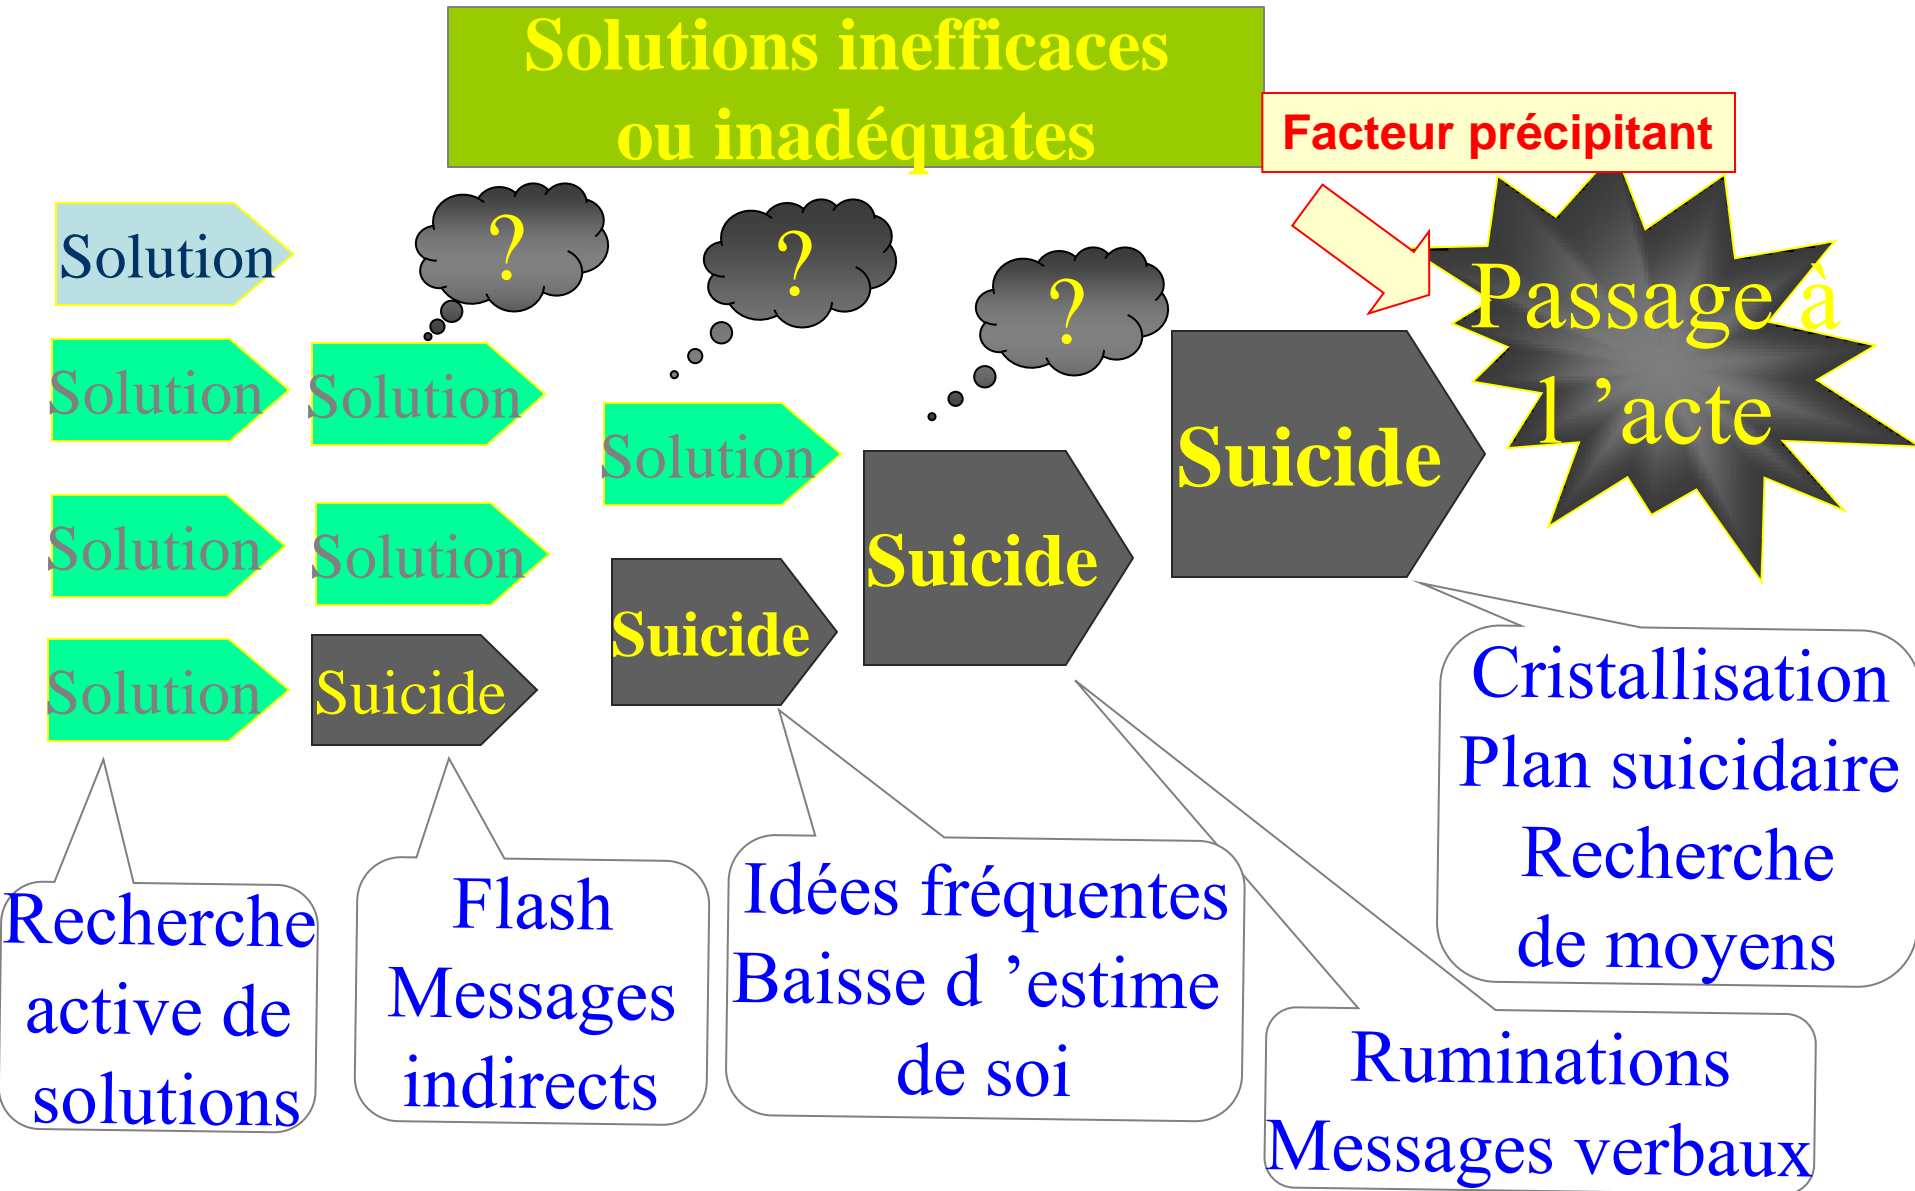 Solutions inefficaces
ou inadéquates
Facteur précipitant
Solution
?
?
?
Passage à
l ’acte
Solution
Solution
Solution
Suicide
Solution
Solution
Suicide
Suicide
Solution
Suicide
Recherche
active de
solutions
Flash
Messages
indirects
Idées fréquentes
Baisse d ’estime
de soi
Ruminations
Messages verbaux
Cristallisation
Plan suicidaire
Recherche
de moyens